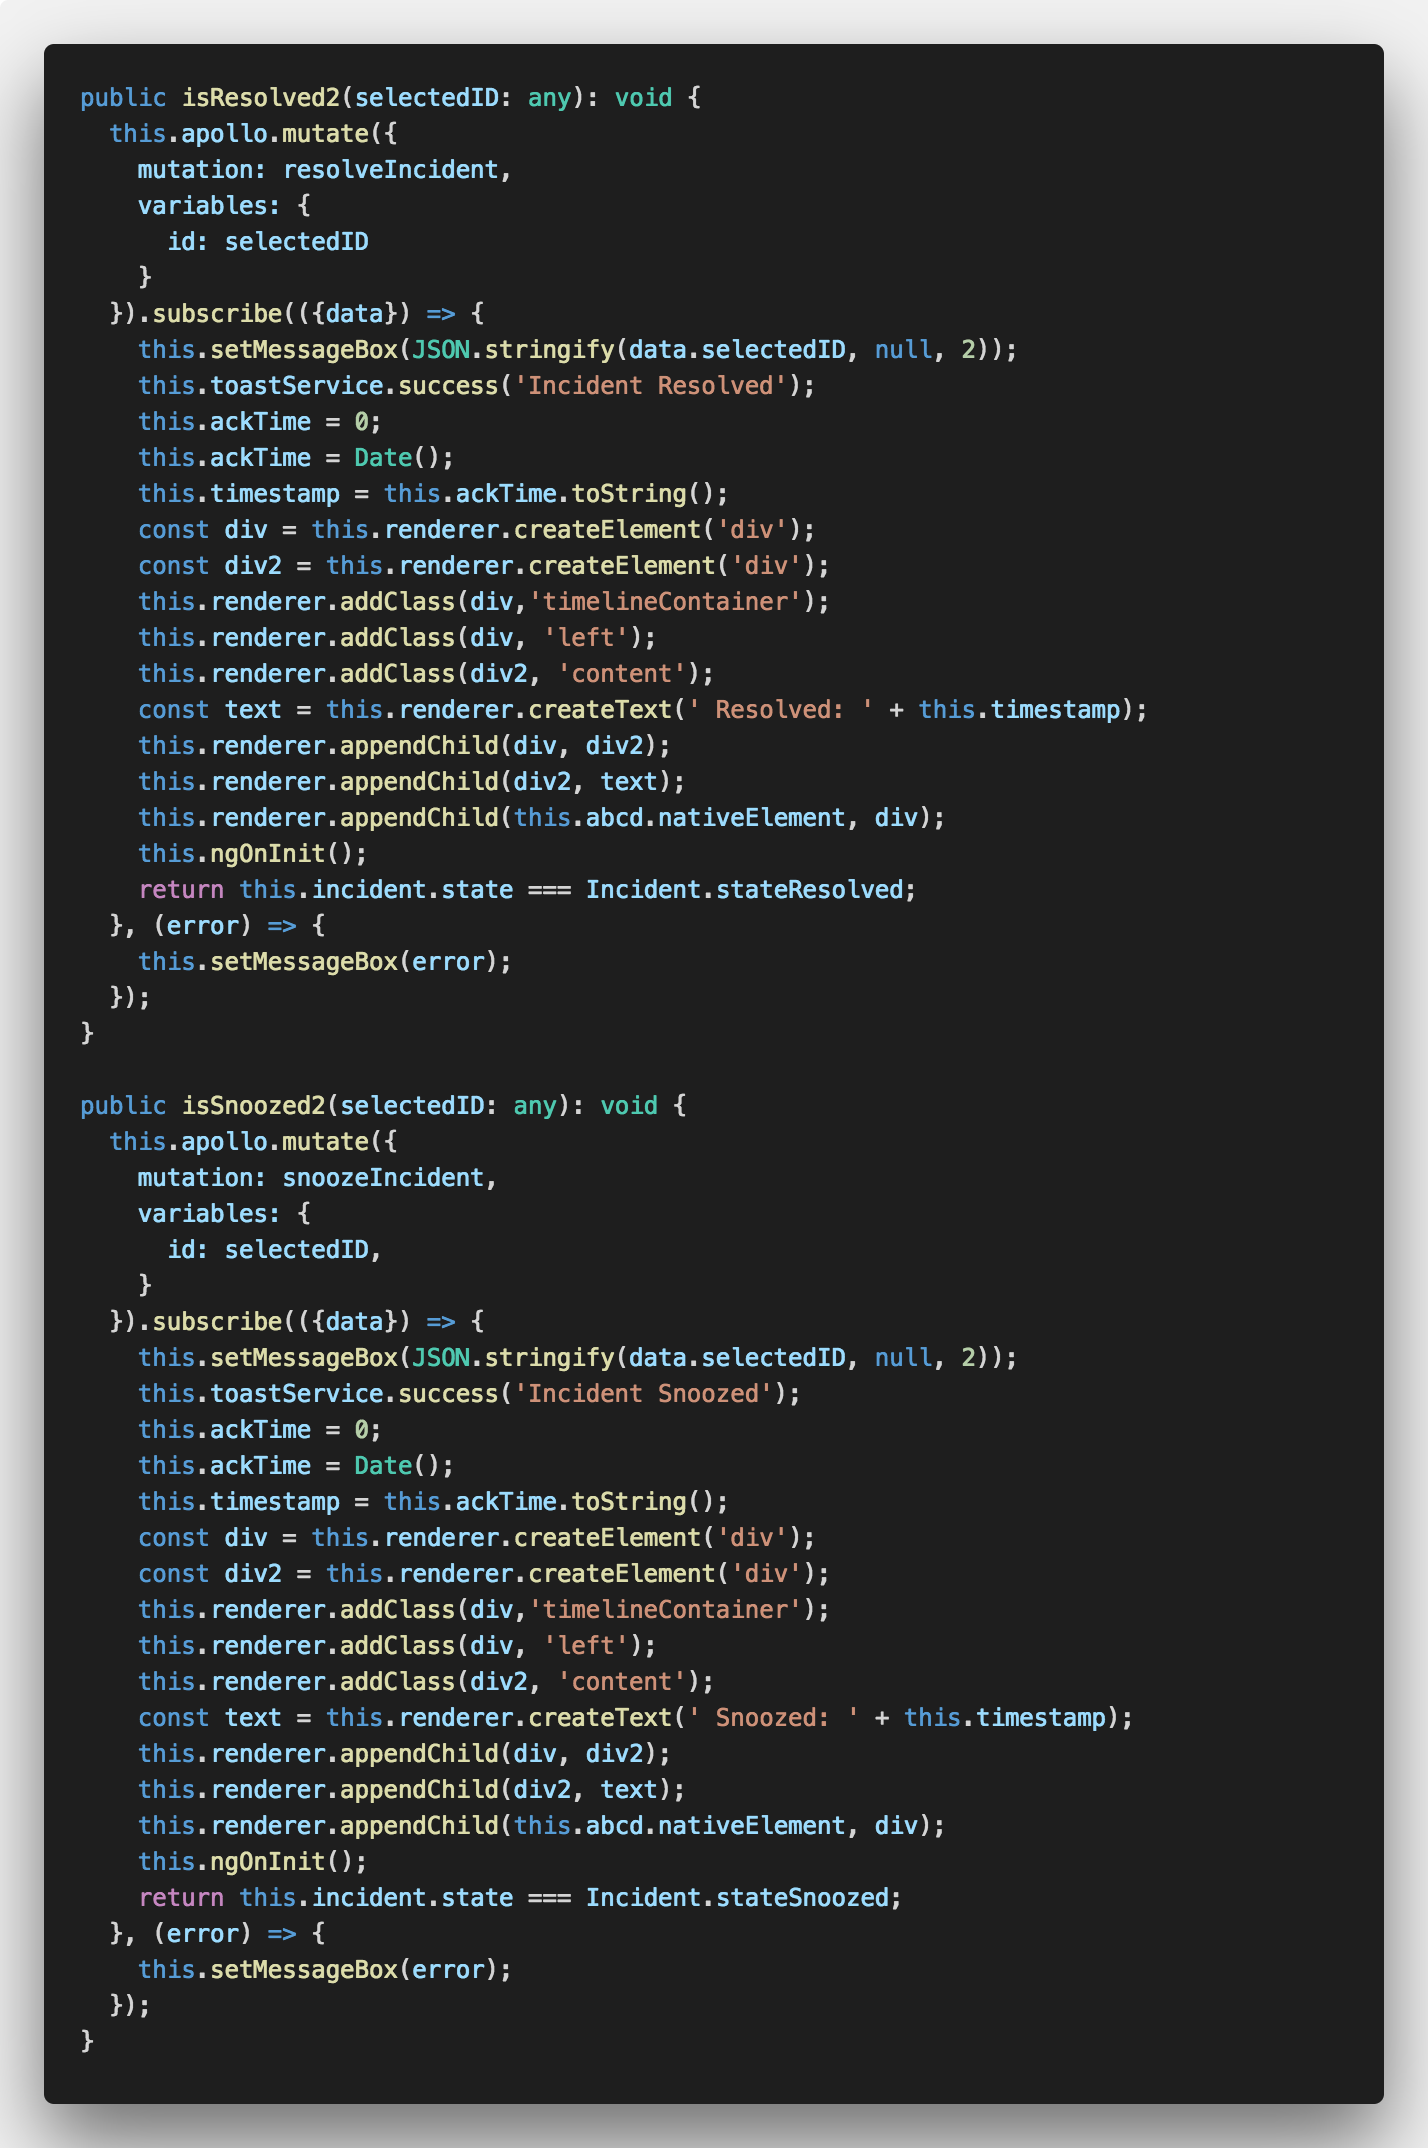 public isResolved2(selectedID: any): void {
  this.apollo.mutate({
    mutation: resolveIncident,
    variables: {
      id: selectedID
    }
  }).subscribe(({data}) => {
    this.setMessageBox(JSON.stringify(data.selectedID, null, 2));
    this.toastService.success('Incident Resolved');
    this.ackTime = 0;
    this.ackTime = Date();
    this.timestamp = this.ackTime.toString();
    const div = this.renderer.createElement('div');
    const div2 = this.renderer.createElement('div');
    this.renderer.addClass(div,'timelineContainer');
    this.renderer.addClass(div, 'left');
    this.renderer.addClass(div2, 'content');
    const text = this.renderer.createText(' Resolved: ' + this.timestamp);
    this.renderer.appendChild(div, div2);
    this.renderer.appendChild(div2, text);
    this.renderer.appendChild(this.abcd.nativeElement, div);
    this.ngOnInit();
    return this.incident.state === Incident.stateResolved;
  }, (error) => {
    this.setMessageBox(error);
  });
}

public isSnoozed2(selectedID: any): void {
  this.apollo.mutate({
    mutation: snoozeIncident,
    variables: {
      id: selectedID,
    }
  }).subscribe(({data}) => {
    this.setMessageBox(JSON.stringify(data.selectedID, null, 2));
    this.toastService.success('Incident Snoozed');
    this.ackTime = 0;
    this.ackTime = Date();
    this.timestamp = this.ackTime.toString();
    const div = this.renderer.createElement('div');
    const div2 = this.renderer.createElement('div');
    this.renderer.addClass(div,'timelineContainer');
    this.renderer.addClass(div, 'left');
    this.renderer.addClass(div2, 'content');
    const text = this.renderer.createText(' Snoozed: ' + this.timestamp);
    this.renderer.appendChild(div, div2);
    this.renderer.appendChild(div2, text);
    this.renderer.appendChild(this.abcd.nativeElement, div);
    this.ngOnInit();
    return this.incident.state === Incident.stateSnoozed;
  }, (error) => {
    this.setMessageBox(error);
  });
}